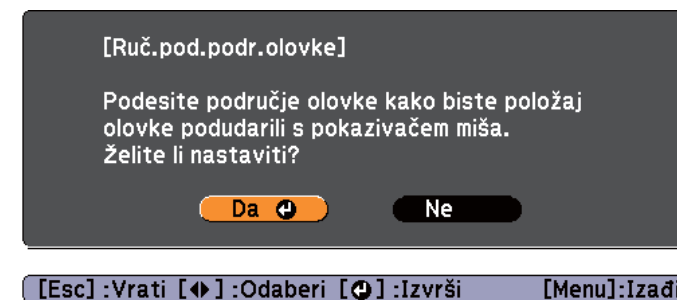 [Ruč.pod.podr.olovke]
Podesite područje olovke kako biste položaj
olovke podudarili s pokazivačem miša.
Želite li nastaviti?
Da Ne
[Esc] :Vrati [◆] :Odaberi [↵] :Izvrši [Menu]:Izađi